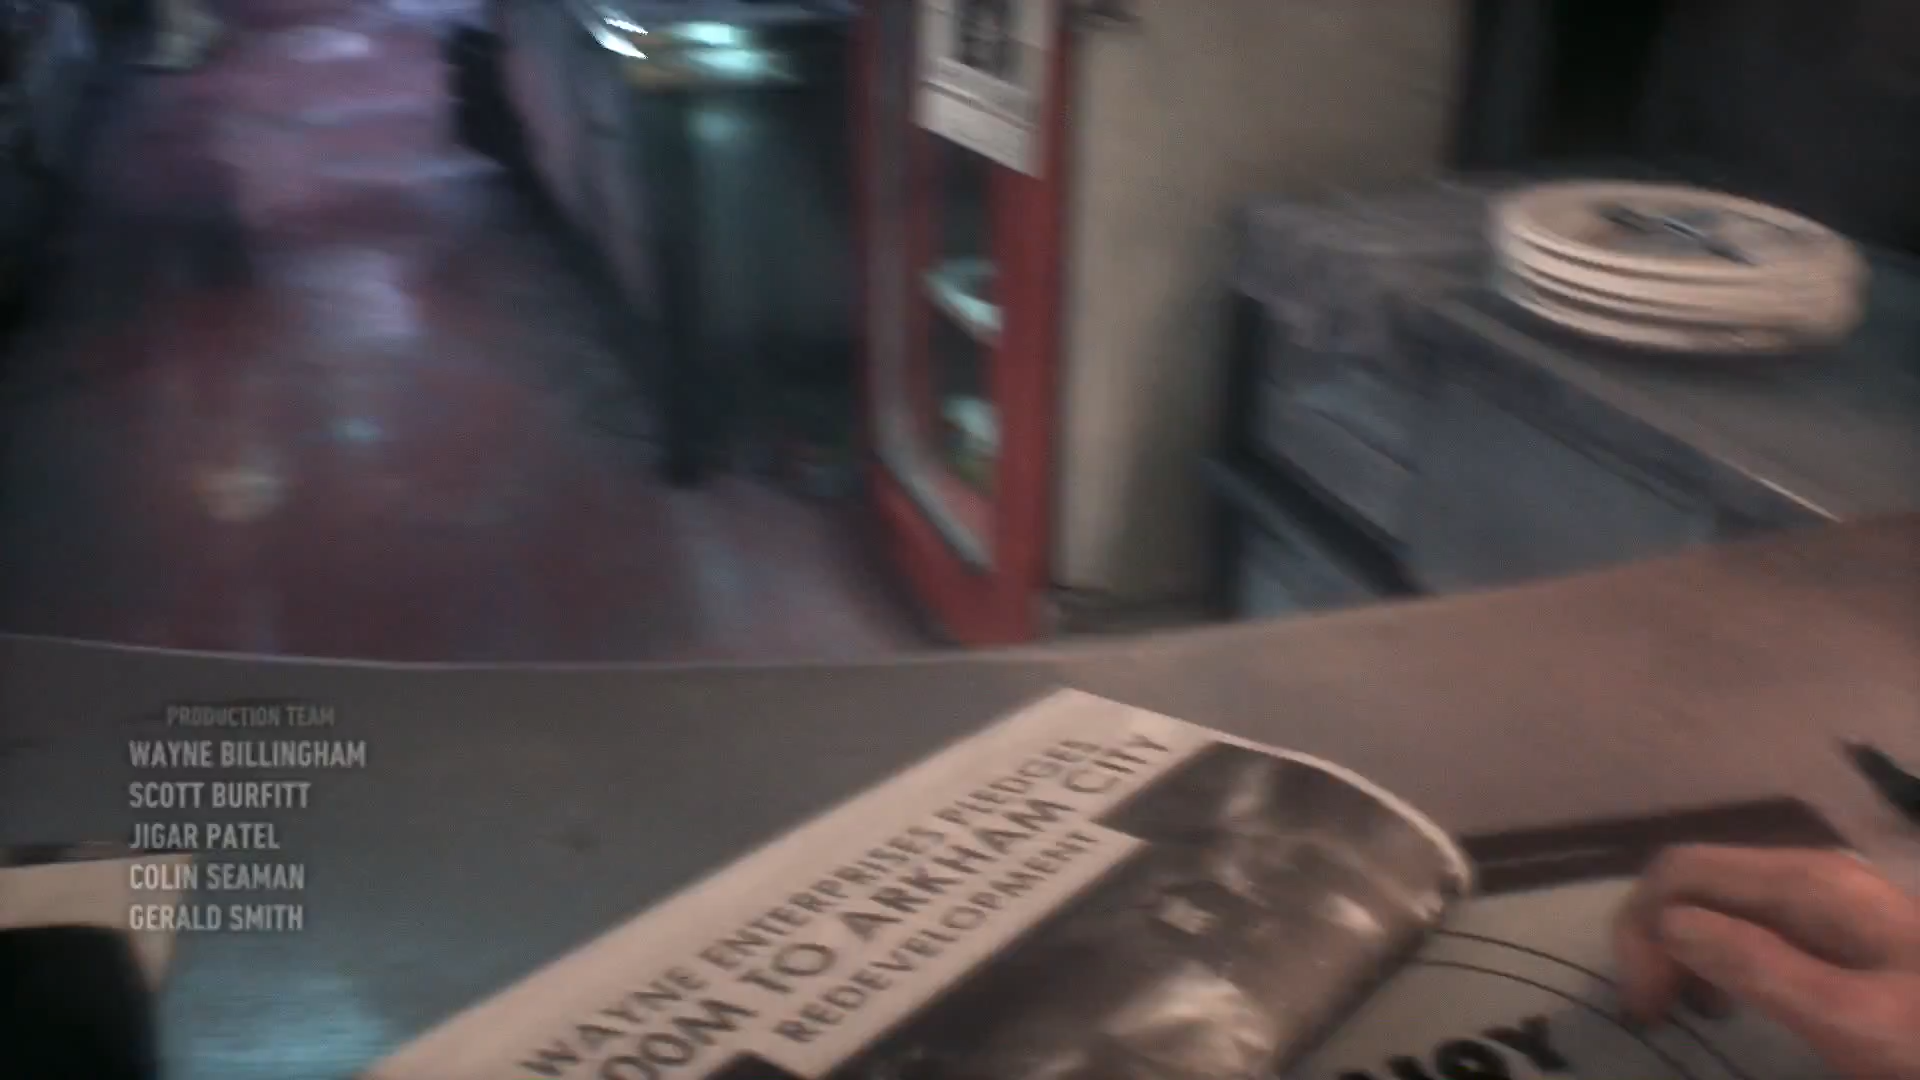 PRODUCTION TEAM
WAYNE BILLINGHAM
SCOTT BURFITT
JIGAR PATEL
COLIN SEAMAN
GERALD SMITH
WAYNE ENTERPRISES PLEDGES
TO ARKHAM CITY
REDEVELOPMENT